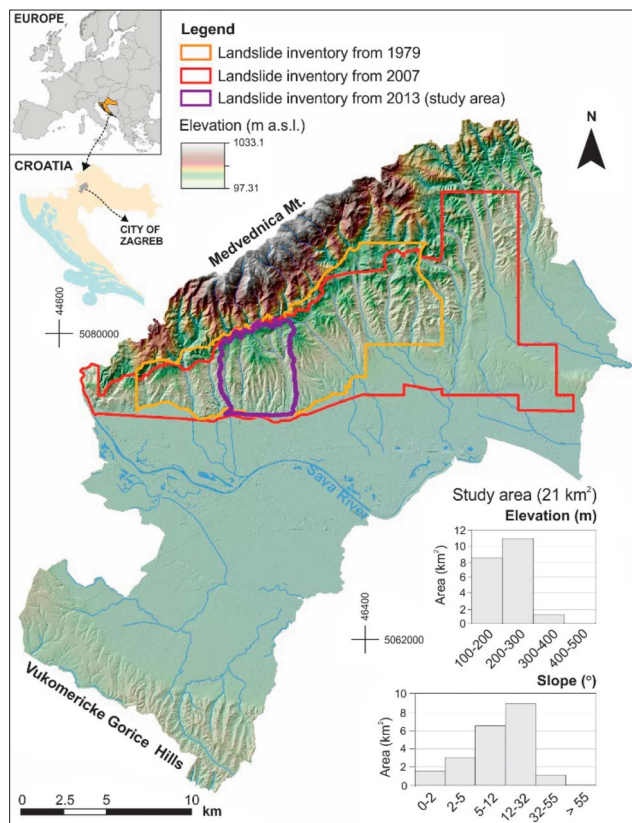 EUROPE
Legend
Landslide inventory from 1979
Landslide inventory from 2007
Landslide inventory from 2013 (study area)
Elevation (m a.s.l.)
1033.1
97.31
N
CROATIA
CITY OF
ZAGREB
Medvednica Mt.
44600
5080000
Sava River
Study area (21 km²)
Elevation (m)
Area (km²)
12
10
8
6
4
2
0
100-200
200-300
300-400
400-500
46400
5062000
Slope (°)
Area (km²)
10
8
6
4
2
0
0-2
2-5
5-12
12-32
32-55
> 55
Vukomericke Gorice Hills
0 2.5 5 10
km